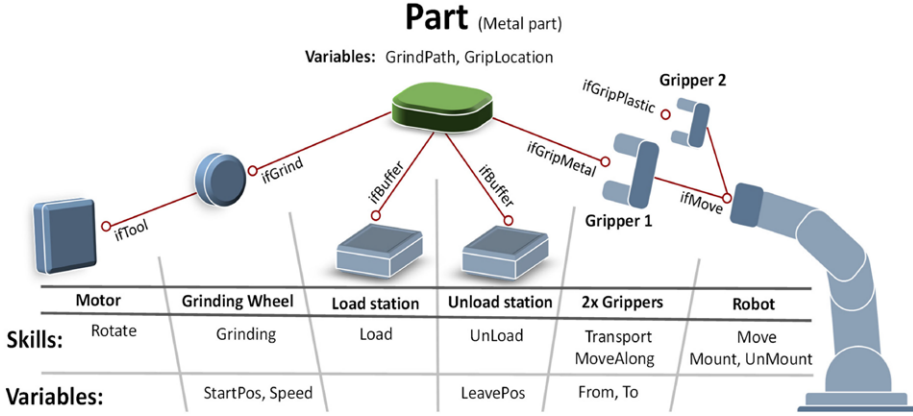 Part (Metal part)
Variables: GrindPath, GripLocation
Gripper 2
ifGripPlastic
ifGrind
ifBuffer
ifBuffer
ifGripMetal
ifMove
Gripper 1
ifTool
Motor Grinding Wheel Load station Unload station 2x Grippers Robot
Skills: Rotate Grinding Load UnLoad Transport Move
MoveAlong Mount, UnMount
Variables: StartPos, Speed LeavePos From, To